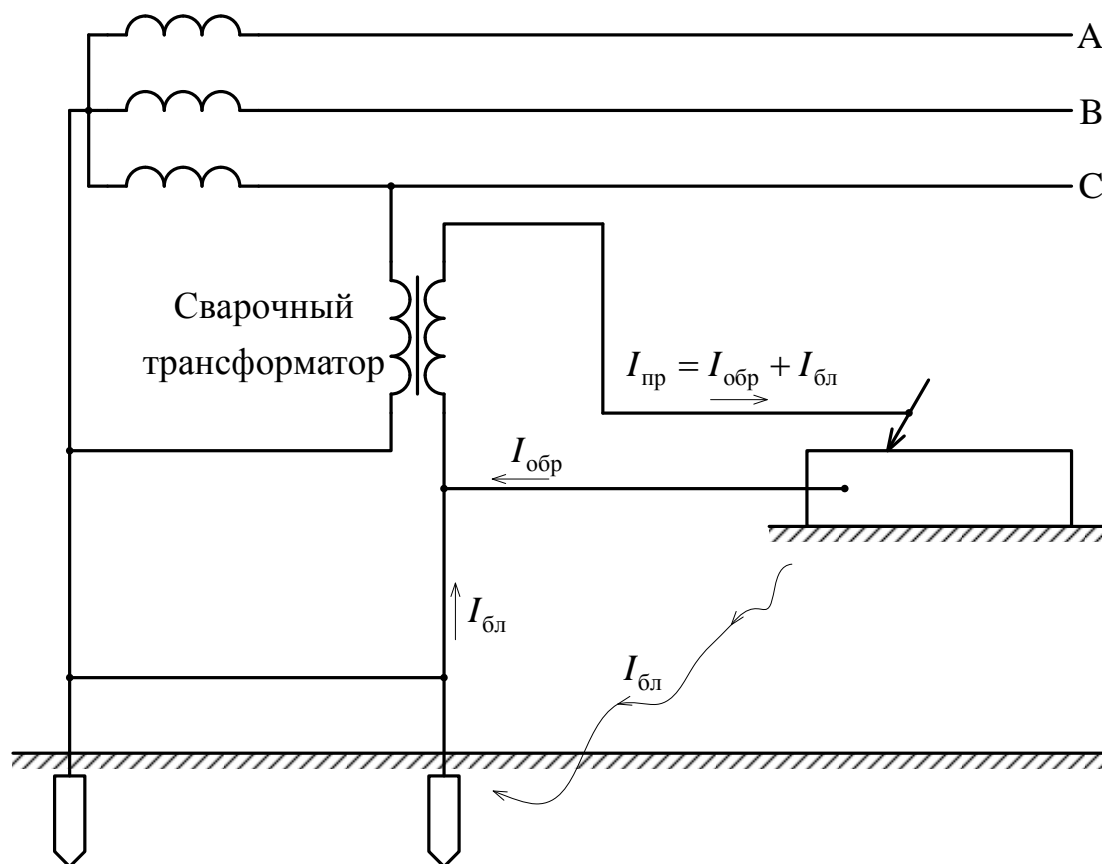 A
B
C
Сварочный
трансформатор
I пр = I обр + I бл
I обр
I бл
I бл